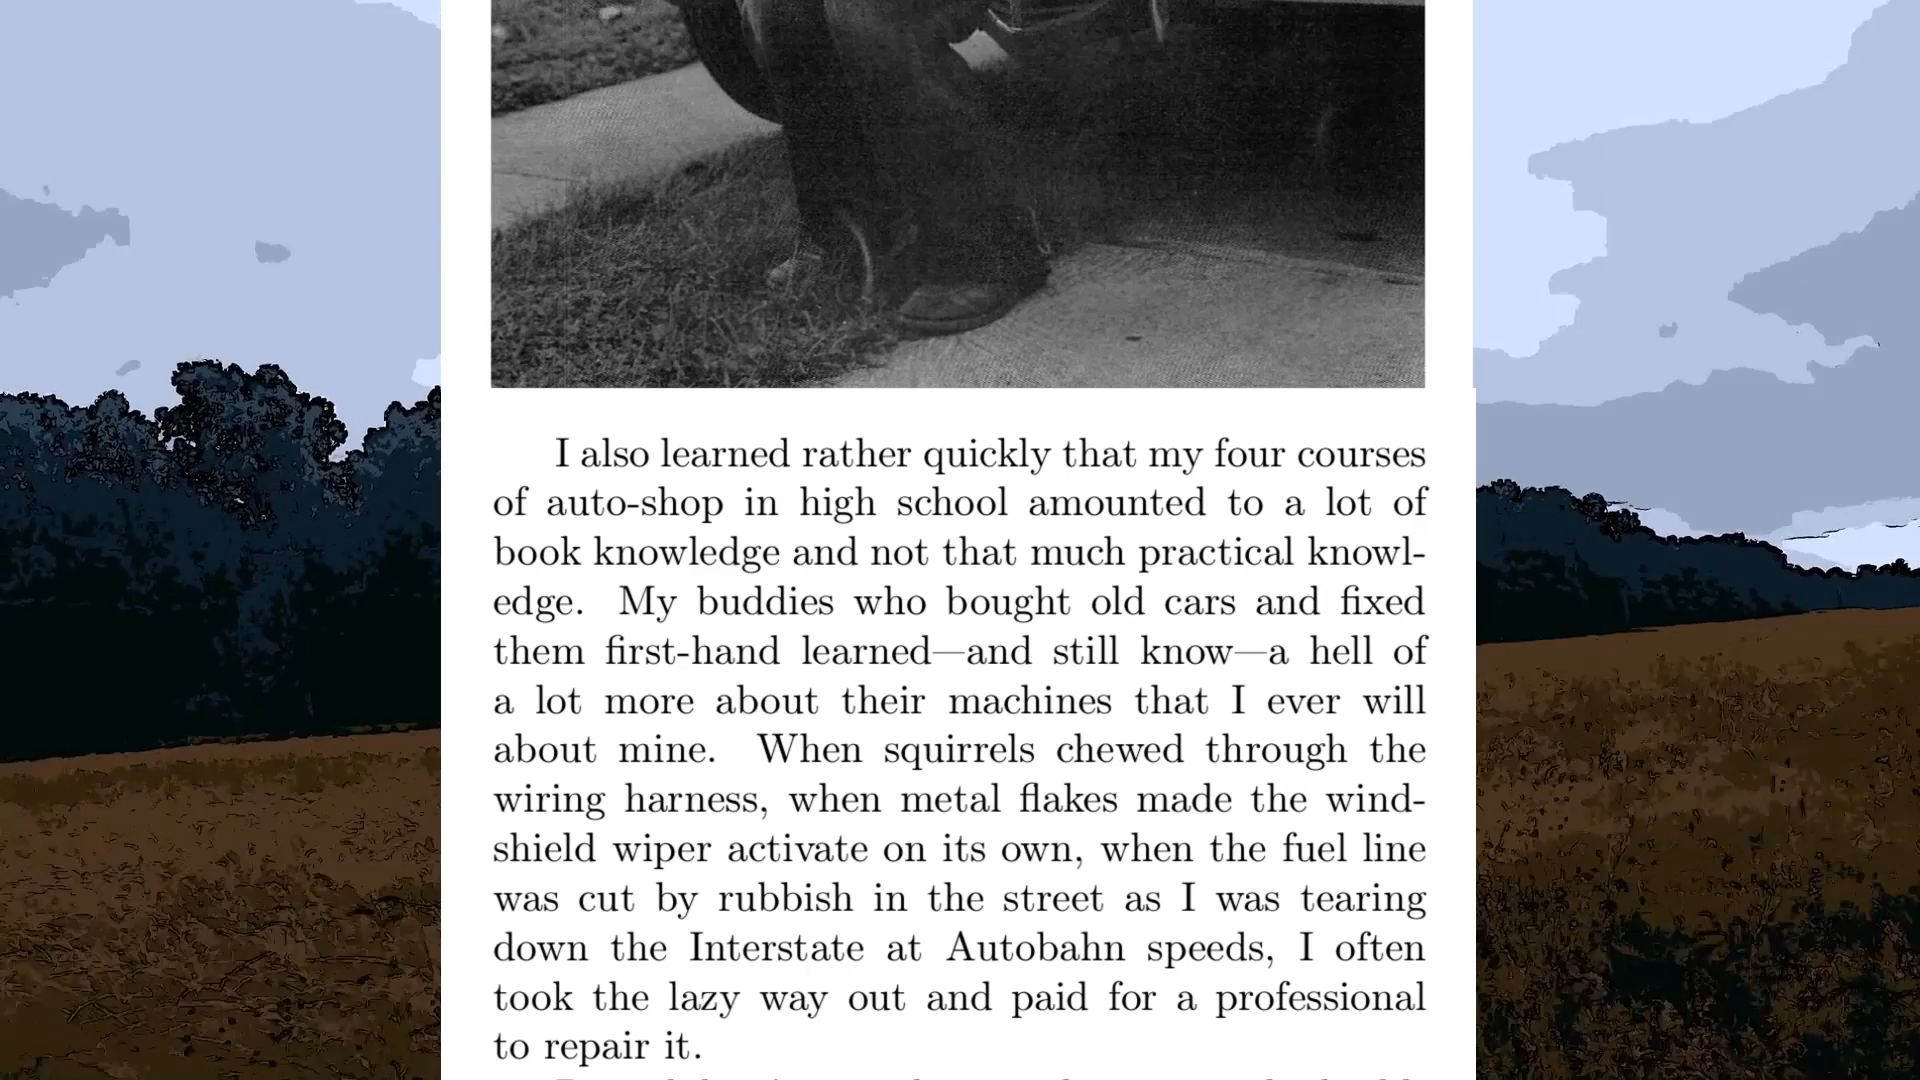 I also learned rather quickly that my four courses
of auto-shop in high school amounted to a lot of
book knowledge and not that much practical knowl-
edge. My buddies who bought old cars and fixed
them first-hand learned—and still know—a hell of
a lot more about their machines that I ever will
about mine. When squirrels chewed through the
wiring harness, when metal flakes made the wind-
shield wiper activate on its own, when the fuel line
was cut by rubbish in the street as I was tearing
down the Interstate at Autobahn speeds, I often
took the lazy way out and paid for a professional
to repair it.